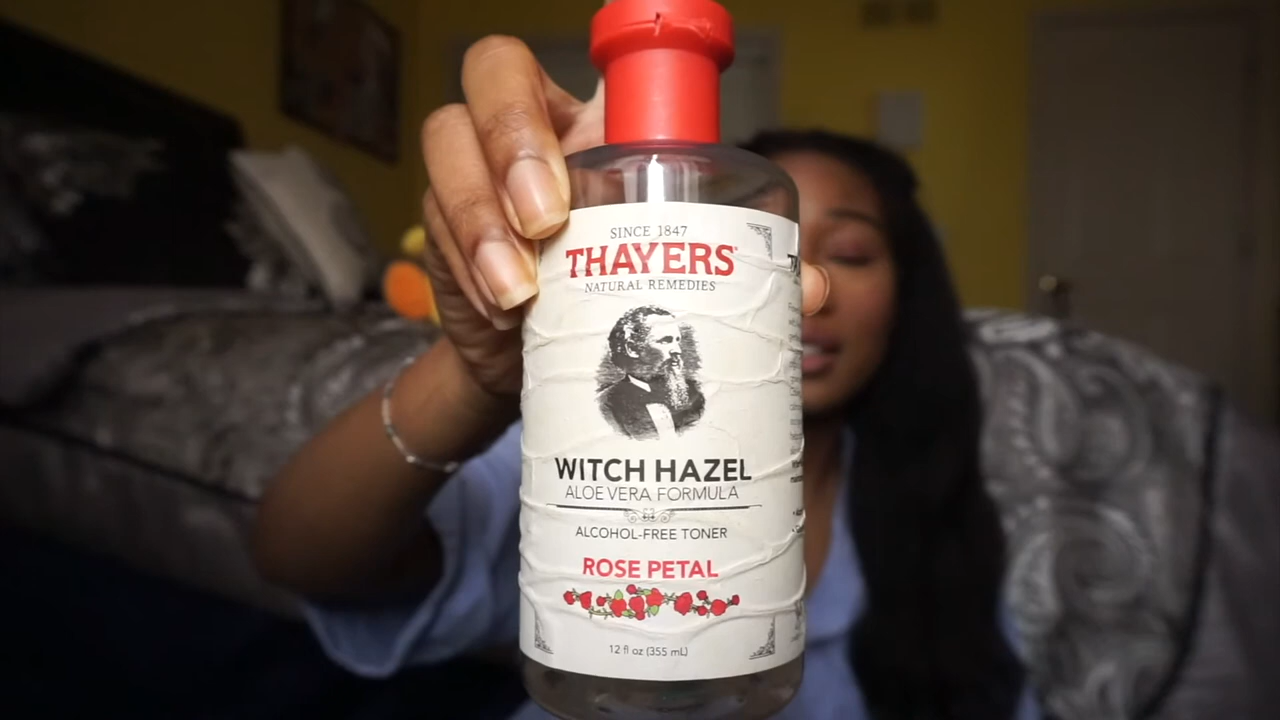 SINCE 1847
THAYERS
NATURAL REMEDIES
WITCH HAZEL
ALOE VERA FORMULA
ALCOHOL-FREE TONER
ROSE PETAL
12 fl oz (355 mL)